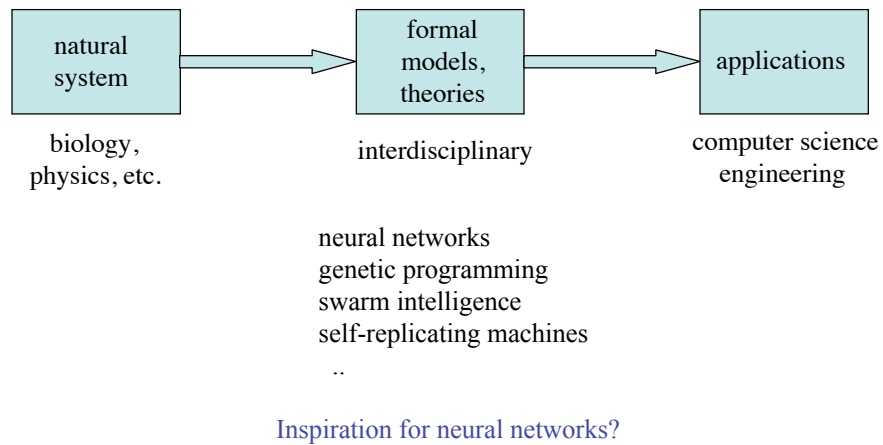 natural
system
formal
models,
theories
applications
biology,
physics, etc.
interdisciplinary
computer science
engineering
neural networks
genetic programming
swarm intelligence
self-replicating machines
..
Inspiration for neural networks?